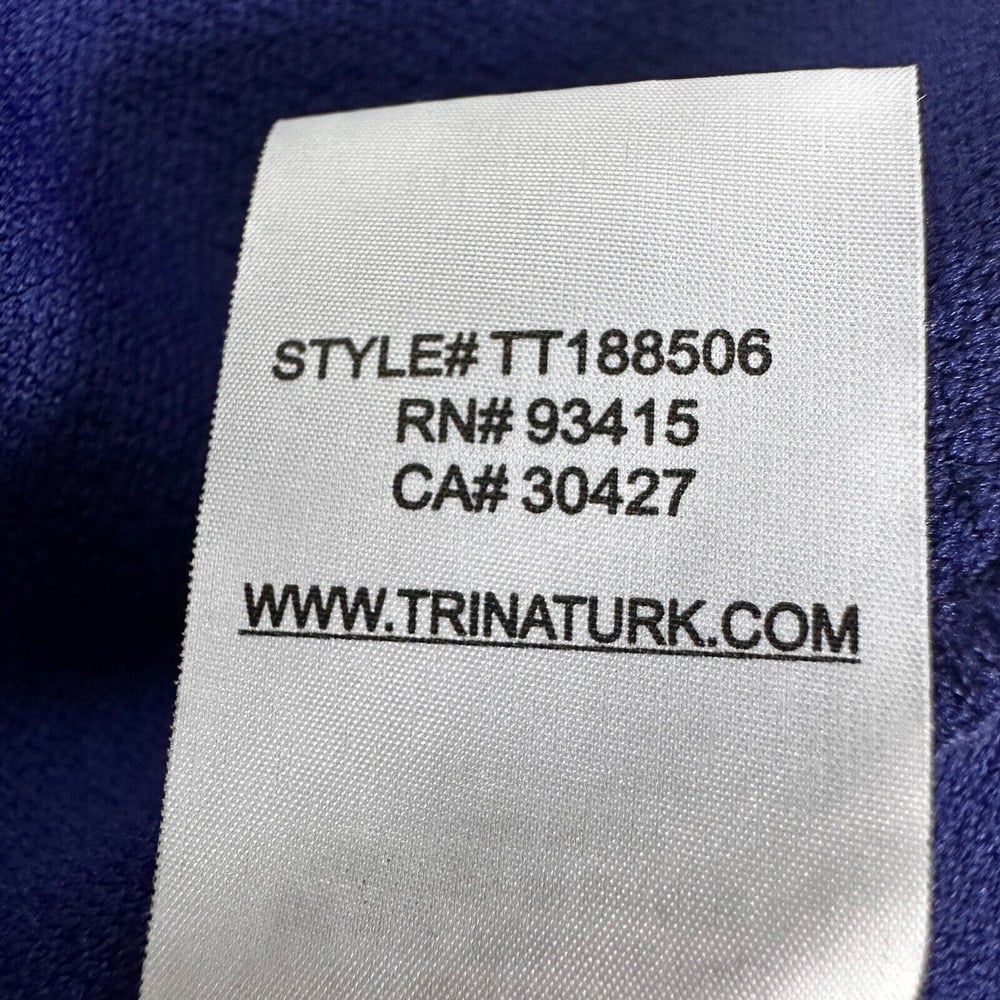 STYLE# TT188506
RN# 93415
CA# 30427
WWW.TRINATURK.COM